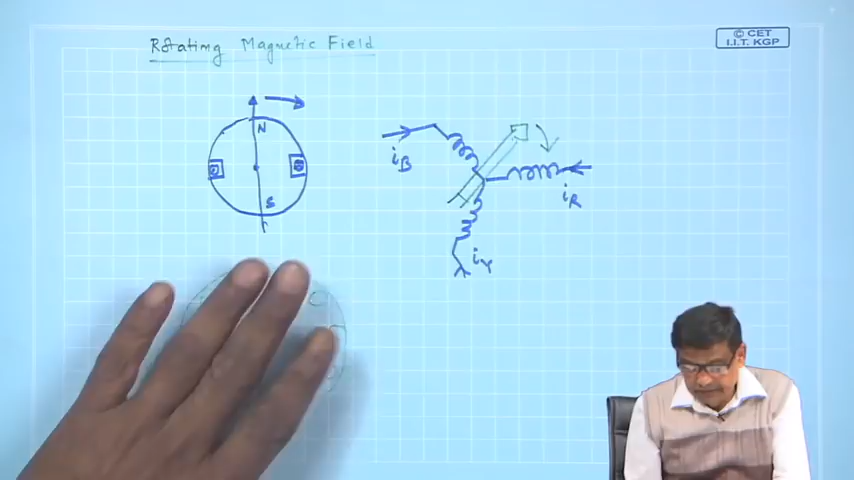 Rotating Magnetic Field
© CET
I.I.T. KGP
N
S
iB
iR
iY